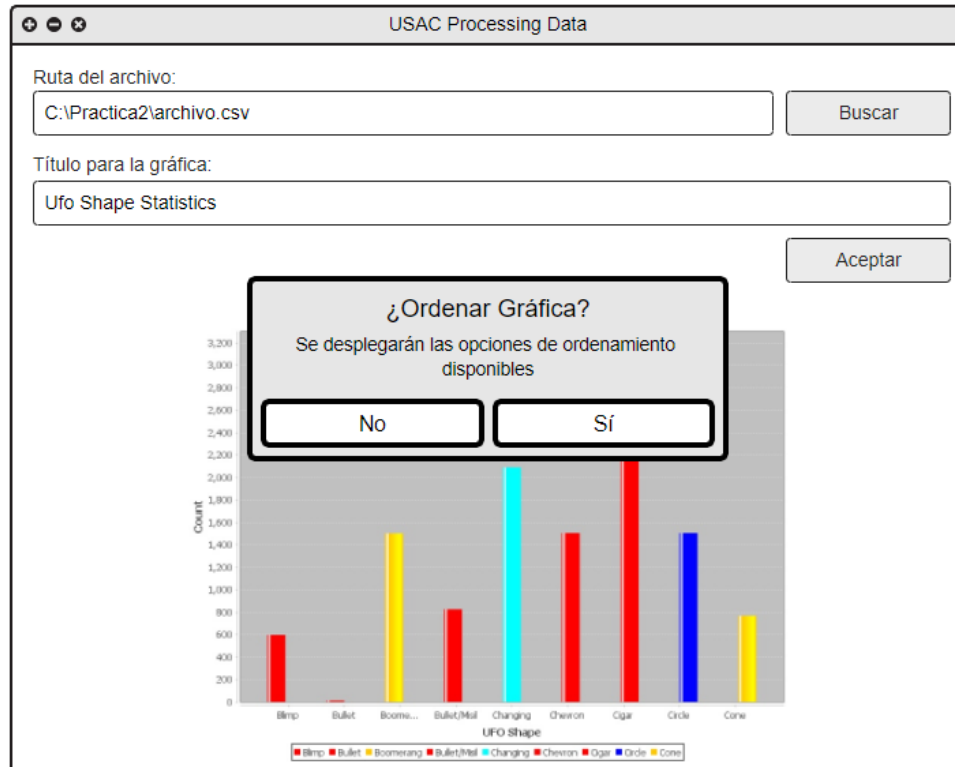 USAC Processing Data
Ruta del archivo:
C:\Practica2\archivo.csv
Buscar
Título para la gráfica:
Ufo Shape Statistics
Aceptar
¿Ordenar Gráfica?
Se desplegarán las opciones de ordenamiento
disponibles
No
Sí
3,200
3,000
2,800
2,600
2,400
2,200
2,000
1,800
1,600
1,400
1,200
1,000
800
600
400
200
0
Count
Blimp Bullet Boome... Bullet/Misil Changing Chevron Cigar Circle Cone
UFO Shape
Blimp Bullet Boomerang Bullet/Misil Changing Chevron Cigar Circle Cone